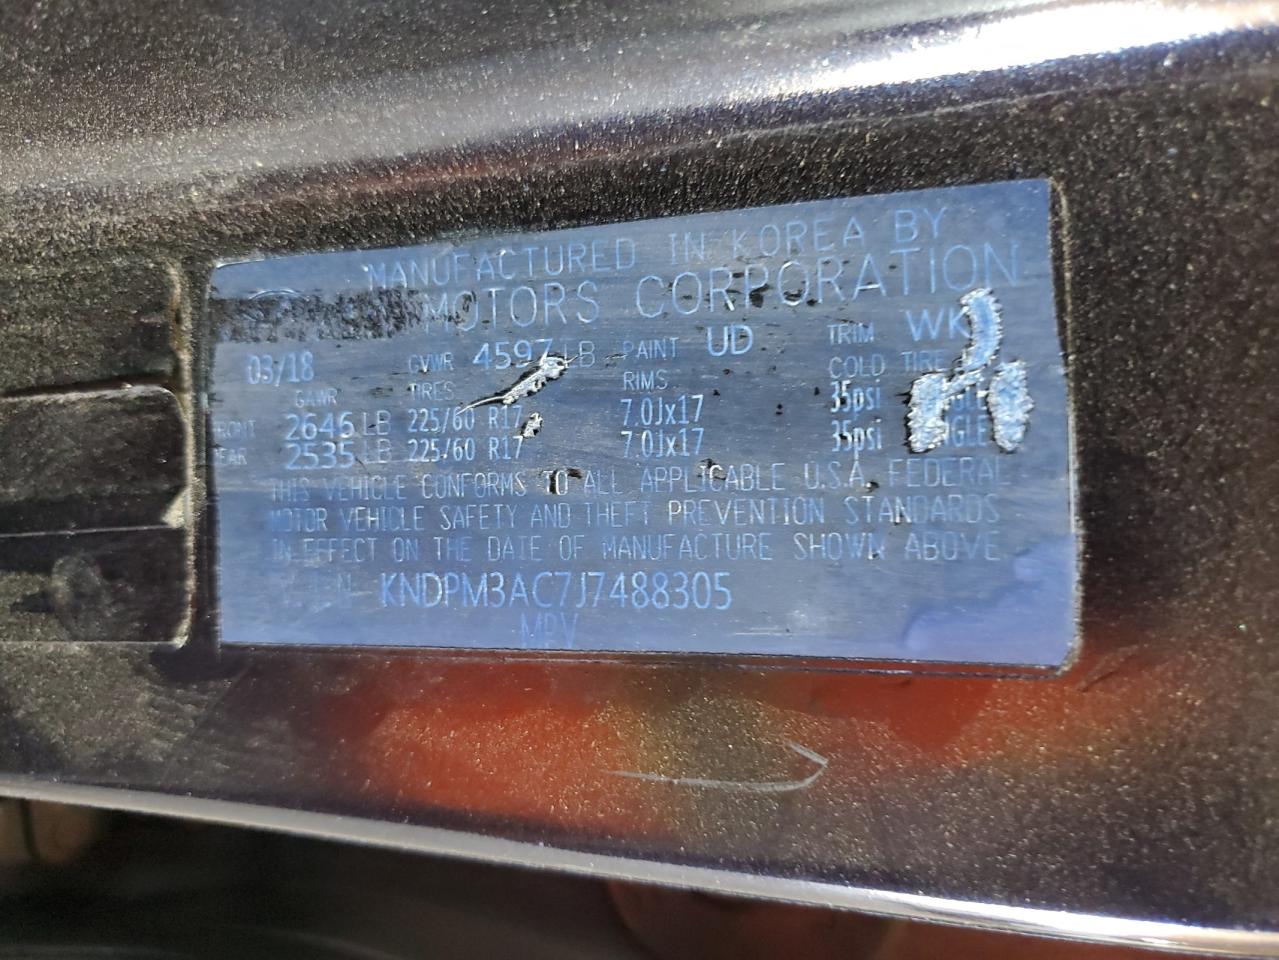 MANUFACTURED IN KOREA BY
MOTORS CORPORATION
03/18 GVWR 4597 LB PAINT UD TRIM WK
GAWR TIRES RIMS COLD TIRE
FRONT 2646 LB 225/60 R17 7.0Jx17 35psi
REAR 2535 LB 225/60 R17 7.0Jx17 35psi
THIS VEHICLE CONFORMS TO ALL APPLICABLE U.S.A. FEDERAL
MOTOR VEHICLE SAFETY AND THEFT PREVENTION STANDARDS
IN EFFECT ON THE DATE OF MANUFACTURE SHOWN ABOVE
KNDPM3AC7J7488305
MPV